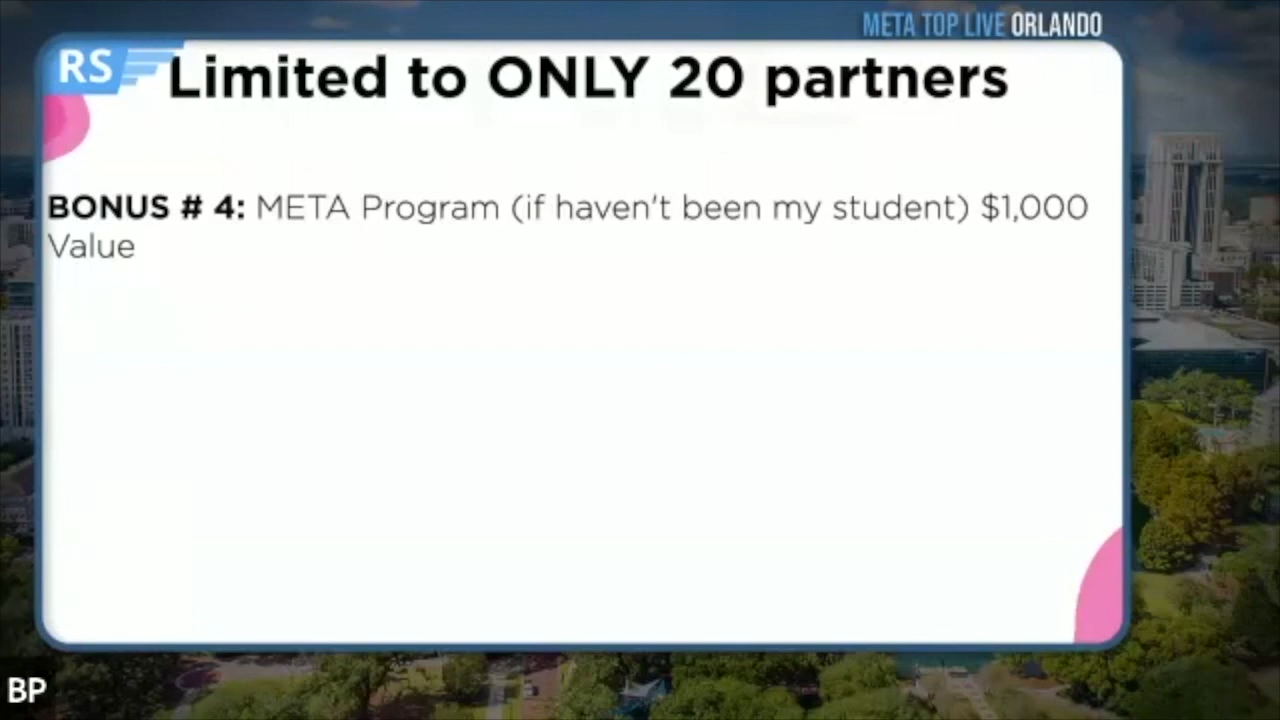 META TOP LIVE ORLANDO
RS
Limited to ONLY 20 partners
BONUS # 4: META Program (if haven't been my student) $1,000
Value
BP